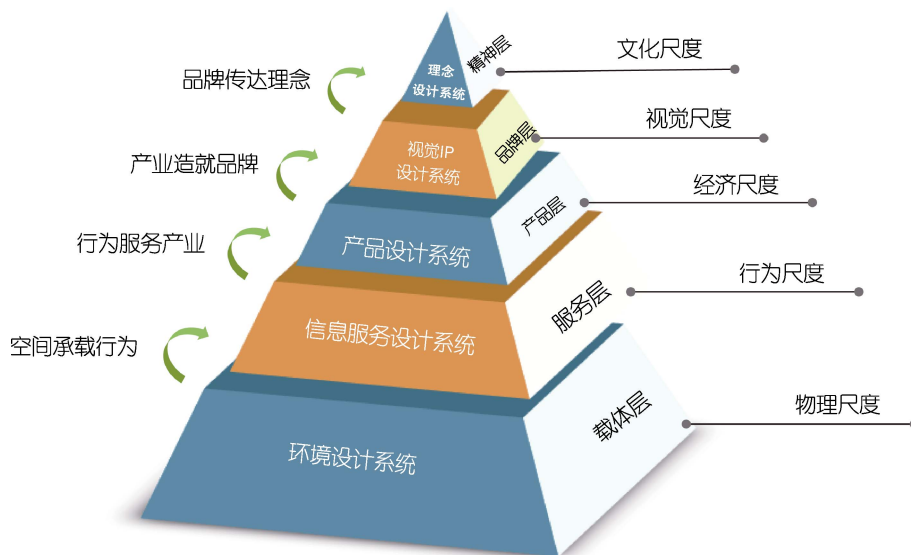 文化尺度
精神层
理念
设计系统
品牌传达理念
视觉尺度
品牌层
视觉IP
设计系统
产业造就品牌
经济尺度
产品层
产品设计系统
行为服务产业
行为尺度
服务层
信息服务设计系统
空间承载行为
物理尺度
载体层
环境设计系统